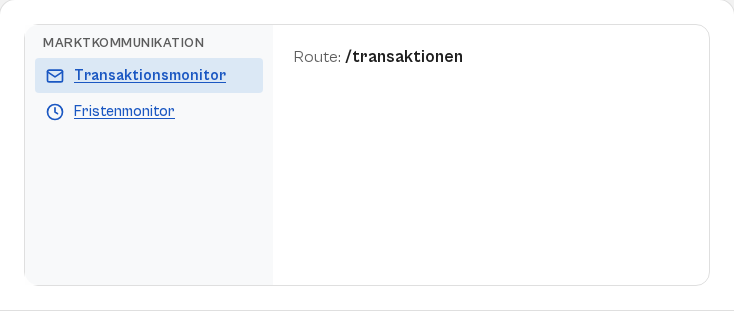 MARKTKOMMUNIKATION
Transaktionsmonitor
Fristenmonitor
Route: /transaktionen